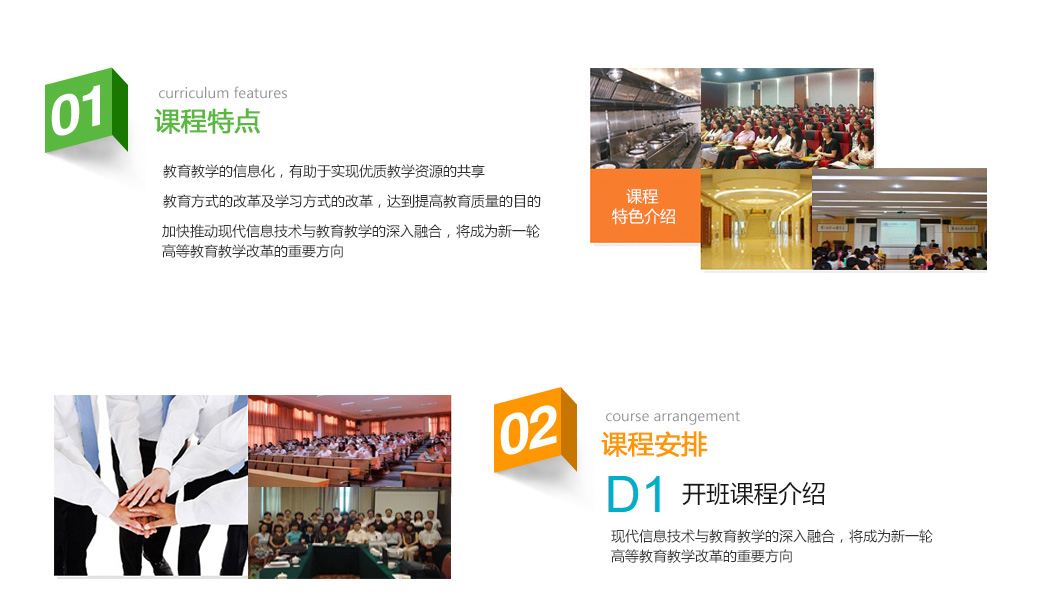 01
curriculum features
课程特点
教育教学的信息化，有助于实现优质教学资源的共享
教育方式的改革及学习方式的改革，达到提高教育质量的目的
加快推动现代信息技术与教育教学的深入融合，将成为新一轮
高等教育教学改革的重要方向
课程
特色介绍
02
course arrangement
课程安排
D1 开班课程介绍
现代信息技术与教育教学的深入融合，将成为新一轮
高等教育教学改革的重要方向